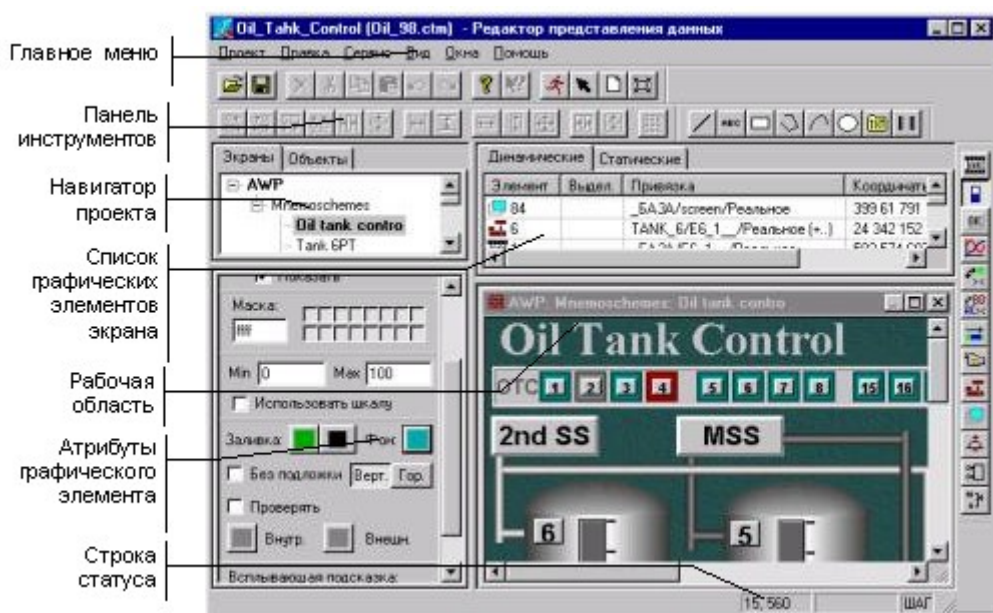 Oil_Tahk_Control (Oil_98.ctm) - Редактор представления данных
Главное меню
Проект Правка Сервис Вид Окна Помощь
Панель
инструментов
ABC
Экраны Объекты
Динамические Статические
Навигатор
проекта
AWP
Mnemoschemes
Oil tank contro
Tank 6PT
Элемент Выдел. Привязка Координаты
84 _БАЗА/screen/Реальное 399 61 791
6 TANK_6/E6_1__/Реальное (+..) 24 342 152
Список
графических
элементов
экрана
Показать
Маска:
ffff
AWP: Mnemoschemes: Oil tank contro
Oil Tank Control
Min 0 Max 100
OTC 1 2 3 4 5 6 7 8 15 16
Рабочая
область
Использовать шкалу
Атрибуты
графического
элемента
Заливка: Фон:
2nd SS MSS
Без подложки Верт. Гор.
Проверять
6 5
Внутр. Внешн.
Строка
статуса
Всплывающая подсказка:
15, 560 ШАГ